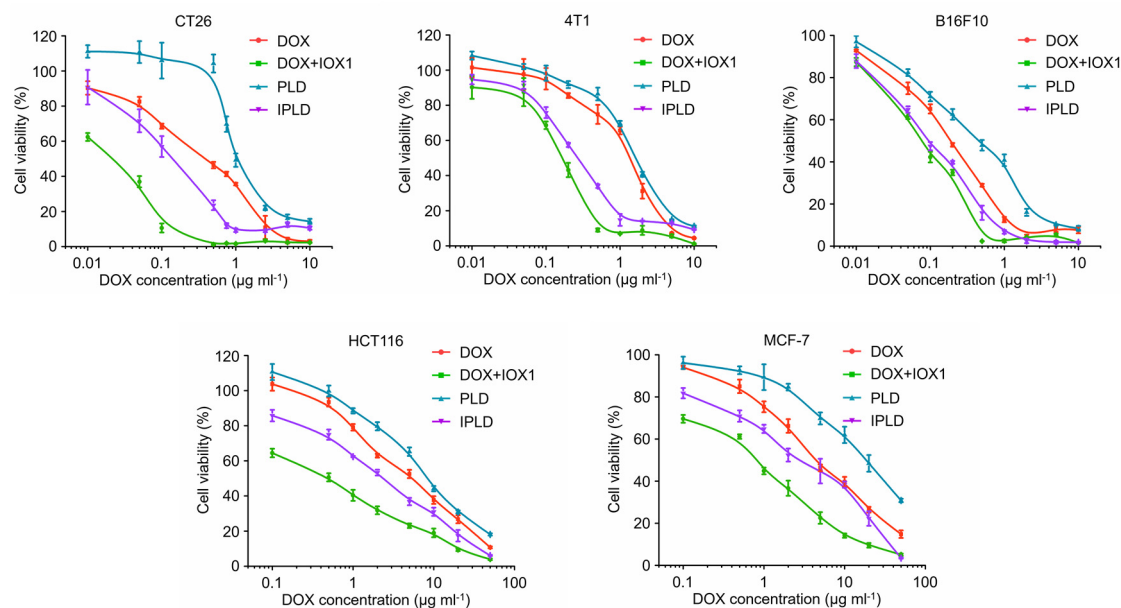 CT26
120
100
80
60
40
20
0
Cell viability (%)
0.01
0.1
1
10
DOX concentration (µg ml⁻¹)
DOX
DOX+IOX1
PLD
IPLD
4T1
120
100
80
60
40
20
0
Cell viability (%)
0.01
0.1
1
10
DOX concentration (µg ml⁻¹)
DOX
DOX+IOX1
PLD
IPLD
B16F10
100
80
60
40
20
0
Cell viability (%)
0.01
0.1
1
10
DOX concentration (µg ml⁻¹)
DOX
DOX+IOX1
PLD
IPLD
HCT116
120
100
80
60
40
20
0
Cell viability (%)
0.1
1
10
100
DOX concentration (µg ml⁻¹)
DOX
DOX+IOX1
PLD
IPLD
MCF-7
100
80
60
40
20
0
Cell viability (%)
0.1
1
10
100
DOX concentration (µg ml⁻¹)
DOX
DOX+IOX1
PLD
IPLD